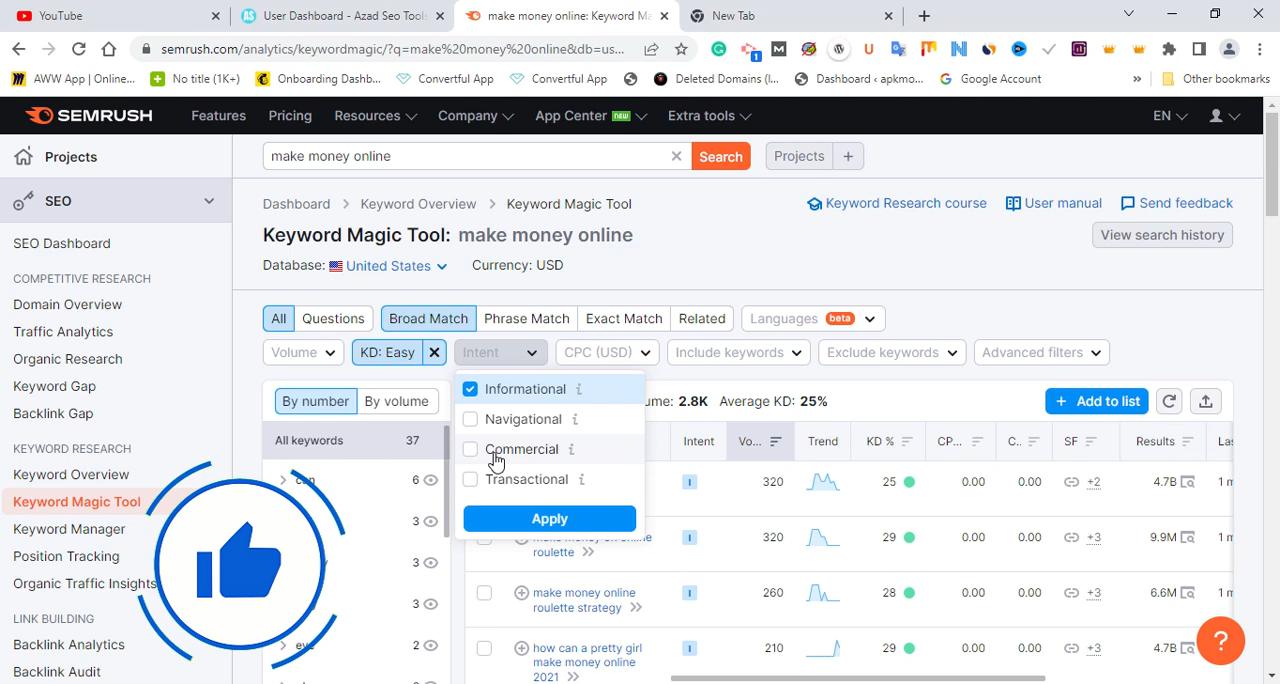 YouTube
User Dashboard - Azad Seo Tools
make money online: Keyword Ma
New Tab
semrush.com/analytics/keywordmagic/?q=make%20money%20online&db=us...
1
AWW App | Online...
No title (1K+)
Onboarding Dashb...
Convertful App
Convertful App
Deleted Domains (l...
Dashboard ‹ apkmo...
Google Account
»
Other bookmarks
SEMRUSH
Features
Pricing
Resources
Company
App Center NEW
Extra tools
EN
Projects
make money online
Search
Projects
+
SEO
Dashboard > Keyword Overview > Keyword Magic Tool
Keyword Research course
User manual
Send feedback
Keyword Magic Tool: make money online
View search history
SEO Dashboard
Database: United States
Currency: USD
COMPETITIVE RESEARCH
Domain Overview
Traffic Analytics
Organic Research
Keyword Gap
Backlink Gap
All
Questions
Broad Match
Phrase Match
Exact Match
Related
Languages beta
Volume
KD: Easy
Intent
CPC (USD)
Include keywords
Exclude keywords
Advanced filters
Informational i
Navigational i
Commercial i
Transactional i
Apply
By number
By volume
2.8K Average KD: 25%
+ Add to list
All keywords 37
Intent
Vo...
Trend
KD %
CP...
C..
SF
Results
KEYWORD RESEARCH
Keyword Overview
Keyword Magic Tool
Keyword Manager
Position Tracking
Organic Traffic Insights
6
3
3
3
2
I 320 25 0.00 0.00 +2 4.7B
roulette
I 320 29 0.00 0.00 +3 9.9M
make money online
roulette strategy
I 260 28 0.00 0.00 +3 6.6M
how can a pretty girl
make money online
2021
I 210 29 0.00 0.00 +3 4.7B
?
LINK BUILDING
Backlink Analytics
Backlink Audit